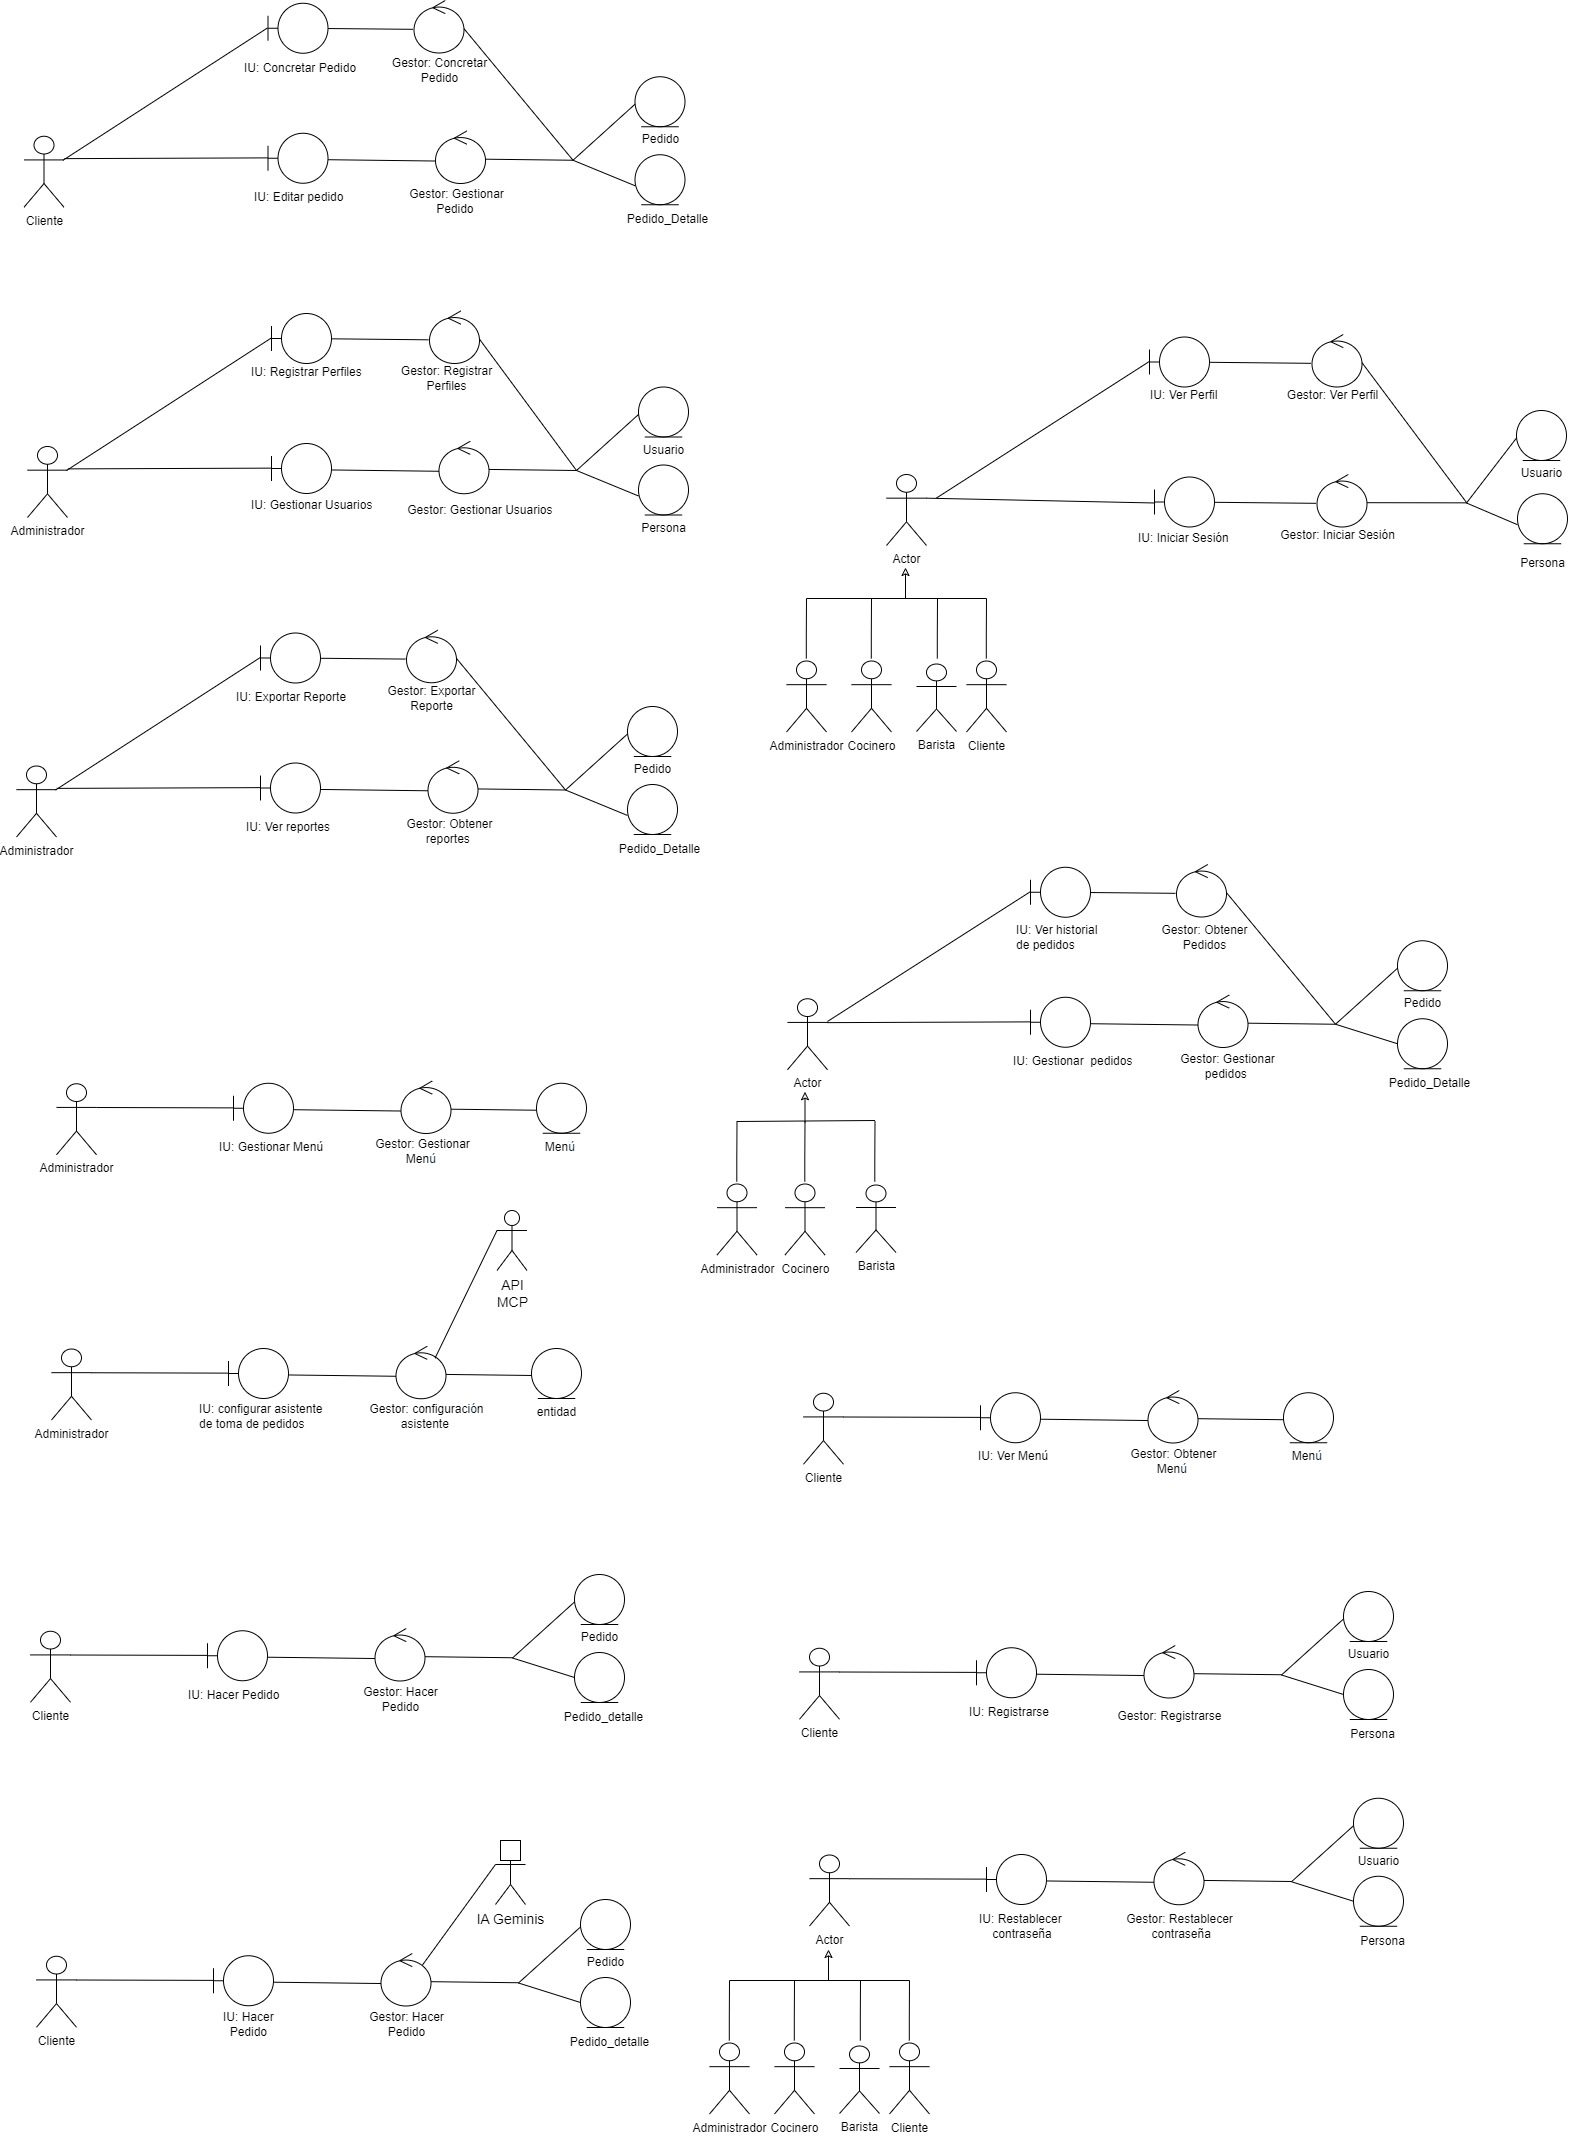 IU: Concretar Pedido
Gestor: Concretar
Pedido
Pedido
Cliente
IU: Editar pedido
Gestor: Gestionar
Pedido
Pedido_Detalle
IU: Registrar Perfiles
Gestor: Registrar
Perfiles
Usuario
Administrador
IU: Gestionar Usuarios
Gestor: Gestionar Usuarios
Persona
IU: Ver Perfil
Gestor: Ver Perfil
Usuario
Actor
IU: Iniciar Sesión
Gestor: Iniciar Sesión
Persona
Administrador
Cocinero
Barista
Cliente
IU: Exportar Reporte
Gestor: Exportar
Reporte
Pedido
Administrador
IU: Ver reportes
Gestor: Obtener
reportes
Pedido_Detalle
IU: Ver historial
de pedidos
Gestor: Obtener
Pedidos
Pedido
Actor
IU: Gestionar  pedidos
Gestor: Gestionar
pedidos
Pedido_Detalle
Administrador
Cocinero
Barista
Administrador
IU: Gestionar Menú
Gestor: Gestionar
Menú
Menú
API
MCP
Administrador
IU: configurar asistente
de toma de pedidos
Gestor: configuración
asistente
entidad
Cliente
IU: Ver Menú
Gestor: Obtener
Menú
Menú
Cliente
IU: Hacer Pedido
Gestor: Hacer
Pedido
Pedido
Pedido_detalle
Cliente
IU: Registrarse
Gestor: Registrarse
Usuario
Persona
IA Geminis
Cliente
IU: Hacer
Pedido
Gestor: Hacer
Pedido
Pedido
Pedido_detalle
Actor
IU: Restablecer
contraseña
Gestor: Restablecer
contraseña
Usuario
Persona
Administrador
Cocinero
Barista
Cliente